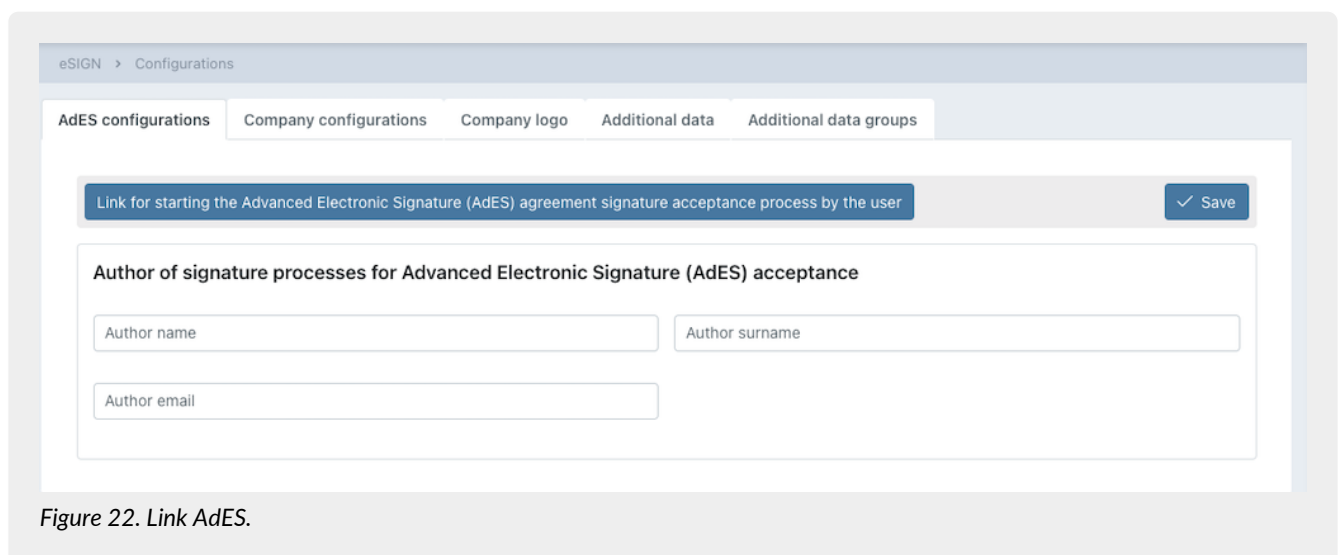 eSIGN > Configurations
AdES configurations Company configurations Company logo Additional data Additional data groups
Link for starting the Advanced Electronic Signature (AdES) agreement signature acceptance process by the user ✓ Save
Author of signature processes for Advanced Electronic Signature (AdES) acceptance
Author name Author surname
Author email
Figure 22. Link AdES.